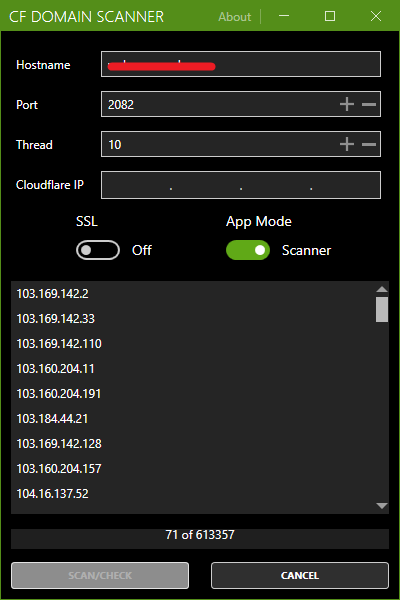 CF DOMAIN SCANNER About
Hostname
Port 2082
Thread 10
Cloudflare IP . . .
SSL App Mode
Off Scanner
103.169.142.2
103.169.142.33
103.169.142.110
103.160.204.11
103.160.204.191
103.184.44.21
103.169.142.128
103.160.204.157
104.16.137.52
71 of 613357
SCAN/CHECK CANCEL